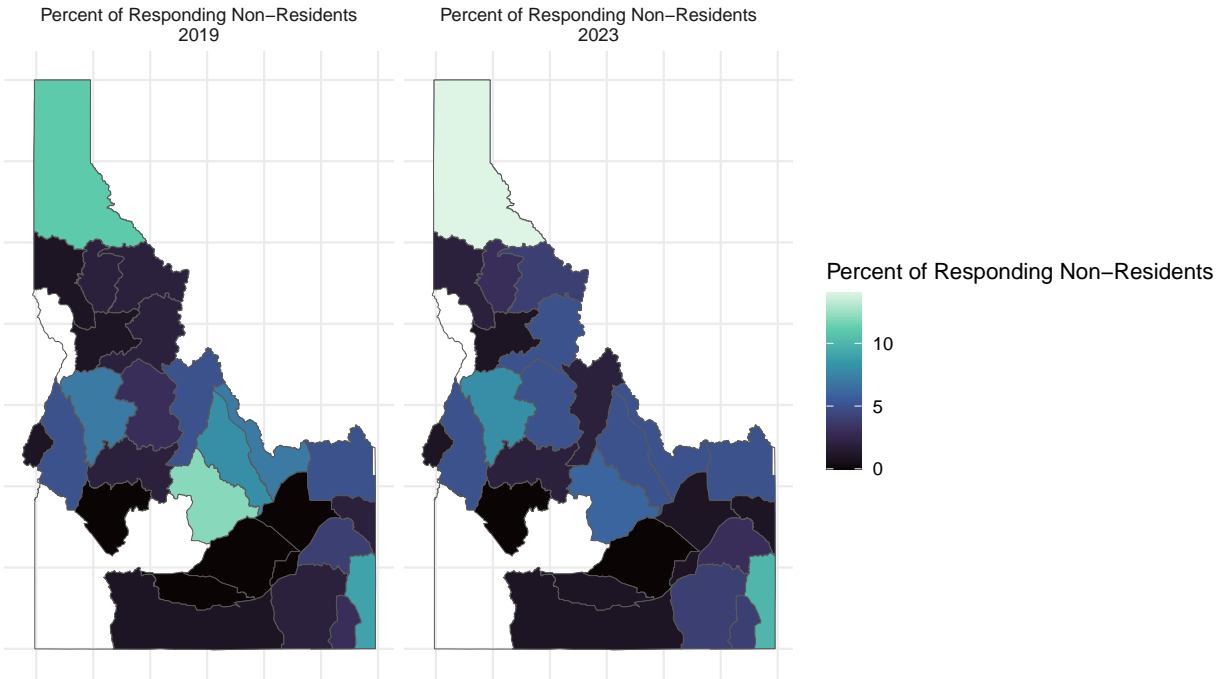 Percent of Responding Non−Residents
2019
Percent of Responding Non−Residents
2023
Percent of Responding Non−Residents
10
5
0